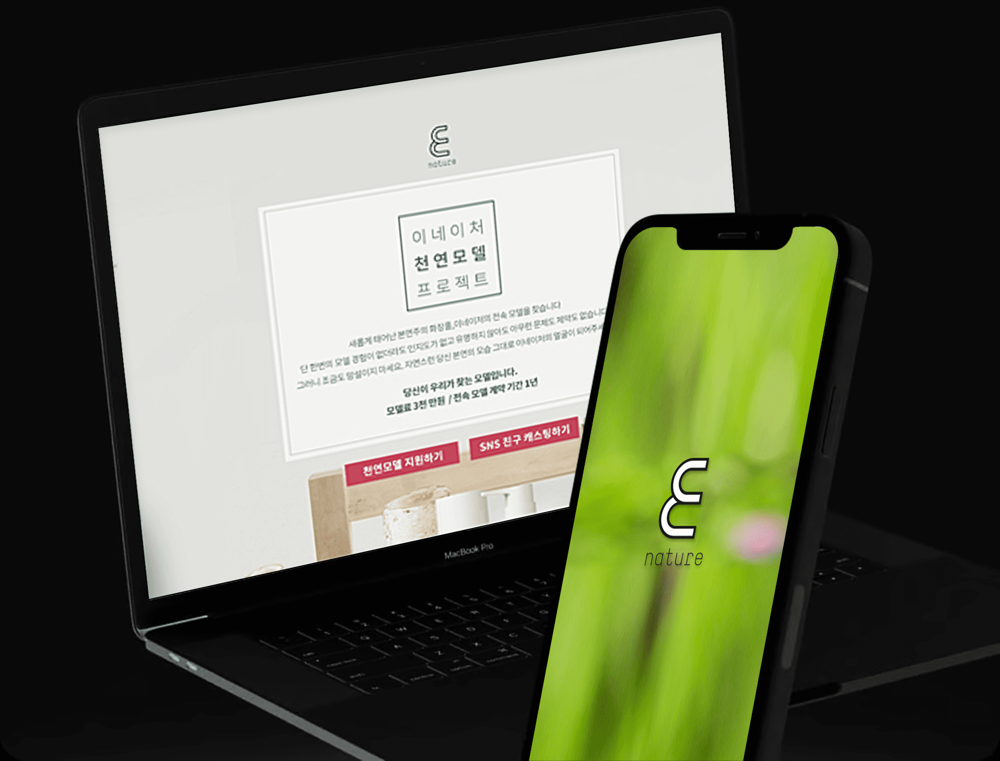 nature
이네이처
천연모델
프로젝트
새롭게 태어난 본연주의 화장품,이네이처의 전속 모델을 찾습니다
단 한번의 모델 경험이 없더라도 인지도가 없고 유명하지 않아도 아무런 문제도 제약도 없습니다
그러니 조금도 망설이지 마세요. 자연스런 당신 본연의 모습 그대로 이네이처의 얼굴이 되어주세
당신이 우리가 찾는 모델입니다.
모델료 3천 만원 / 전속 모델 계약 기간 1년
천연모델 지원하기
SNS 친구 캐스팅하기
MacBook Pro
nature